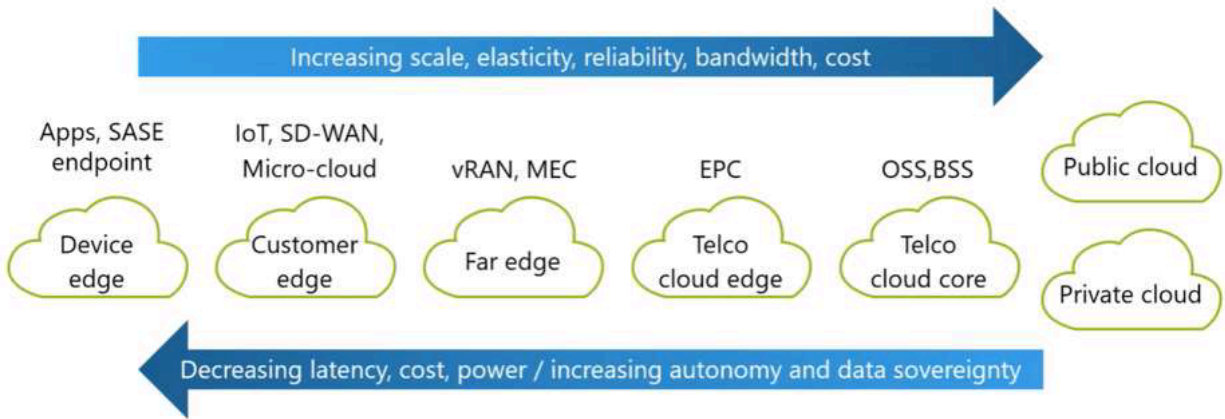 Increasing scale, elasticity, reliability, bandwidth, cost
Apps, SASE
endpoint
IoT, SD-WAN,
Micro-cloud
vRAN, MEC
EPC
OSS,BSS
Public cloud
Device
edge
Customer
edge
Far edge
Telco
cloud edge
Telco
cloud core
Private cloud
Decreasing latency, cost, power / increasing autonomy and data sovereignty